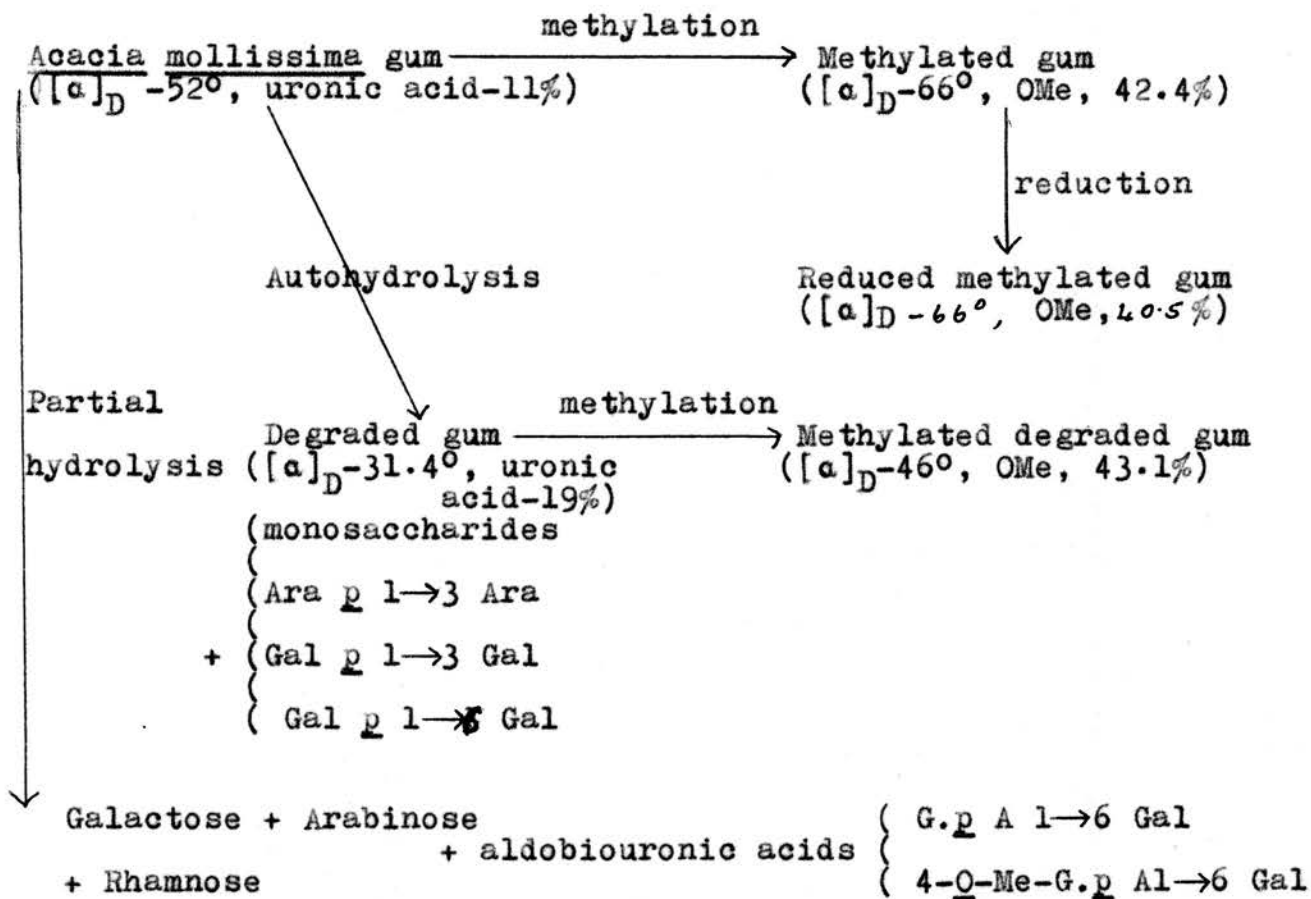 methylation
Acacia mollissima gum → Methylated gum
([α]D -52°, uronic acid-11%) ([α]D-66°, OMe, 42.4%)
reduction
Autohydrolysis Reduced methylated gum
([α]D -66°, OMe, 40.5%)
Partial methylation
Degraded gum → Methylated degraded gum
hydrolysis ([α]D-31.4°, uronic ([α]D-46°, OMe, 43.1%)
acid-19%)
(monosaccharides
(
(Ara p 1→3 Ara
(
+ (Gal p 1→3 Gal
(
( Gal p 1→6 Gal
Galactose + Arabinose ( G.p A 1→6 Gal
+ aldobiouronic acids (
+ Rhamnose ( 4-O-Me-G.p Al→6 Gal